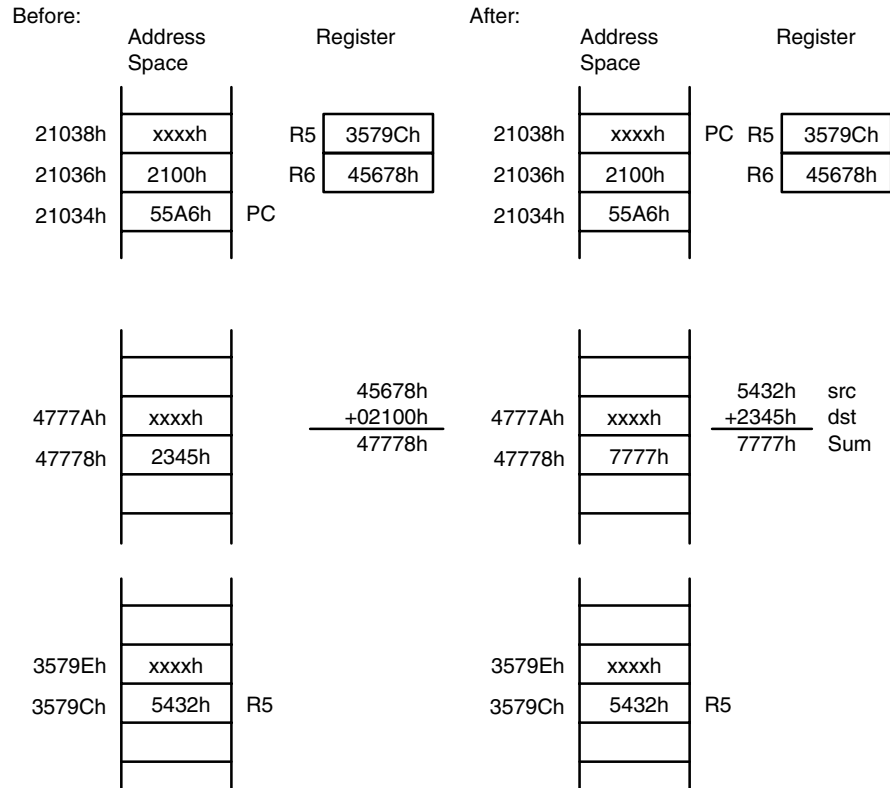 Before:
Address
Space
Register
21038h xxxxh R5 3579Ch
21036h 2100h R6 45678h
21034h 55A6h PC
45678h
4777Ah xxxxh +02100h
47778h 2345h 47778h
3579Eh xxxxh
3579Ch 5432h R5
After:
Address
Space
Register
21038h xxxxh PC R5 3579Ch
21036h 2100h R6 45678h
21034h 55A6h
5432h src
4777Ah xxxxh +2345h dst
47778h 7777h 7777h Sum
3579Eh xxxxh
3579Ch 5432h R5